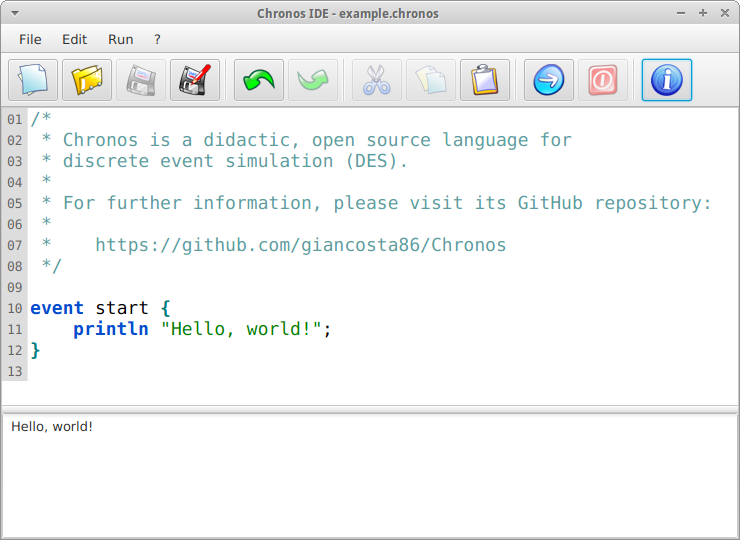 Chronos IDE - example.chronos
File Edit Run ?
01 /*
02  * Chronos is a didactic, open source language for
03  * discrete event simulation (DES).
04  *
05  * For further information, please visit its GitHub repository:
06  *
07  *    https://github.com/giancosta86/Chronos
08  */
09
10 event start {
11     println "Hello, world!";
12 }
13
Hello, world!